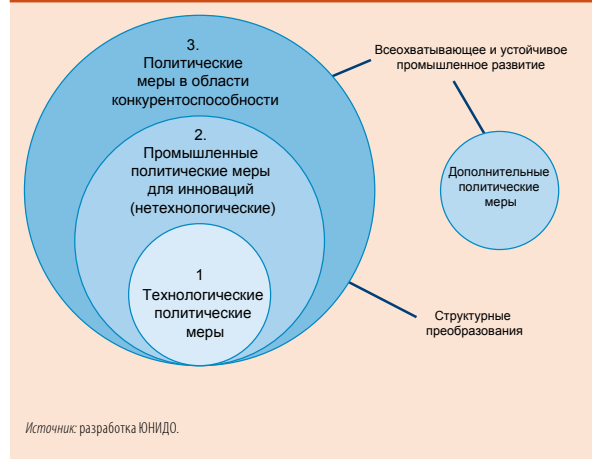 3.
Политические
меры в области
конкурентоспособности
2.
Промышленные
политические меры
для инноваций
(нетехнологические)
1
Технологические
политические
меры
Всеохватывающее и устойчивое
промышленное развитие
Дополнительные
политические
меры
Структурные
преобразования
Источник: разработка ЮНИДО.